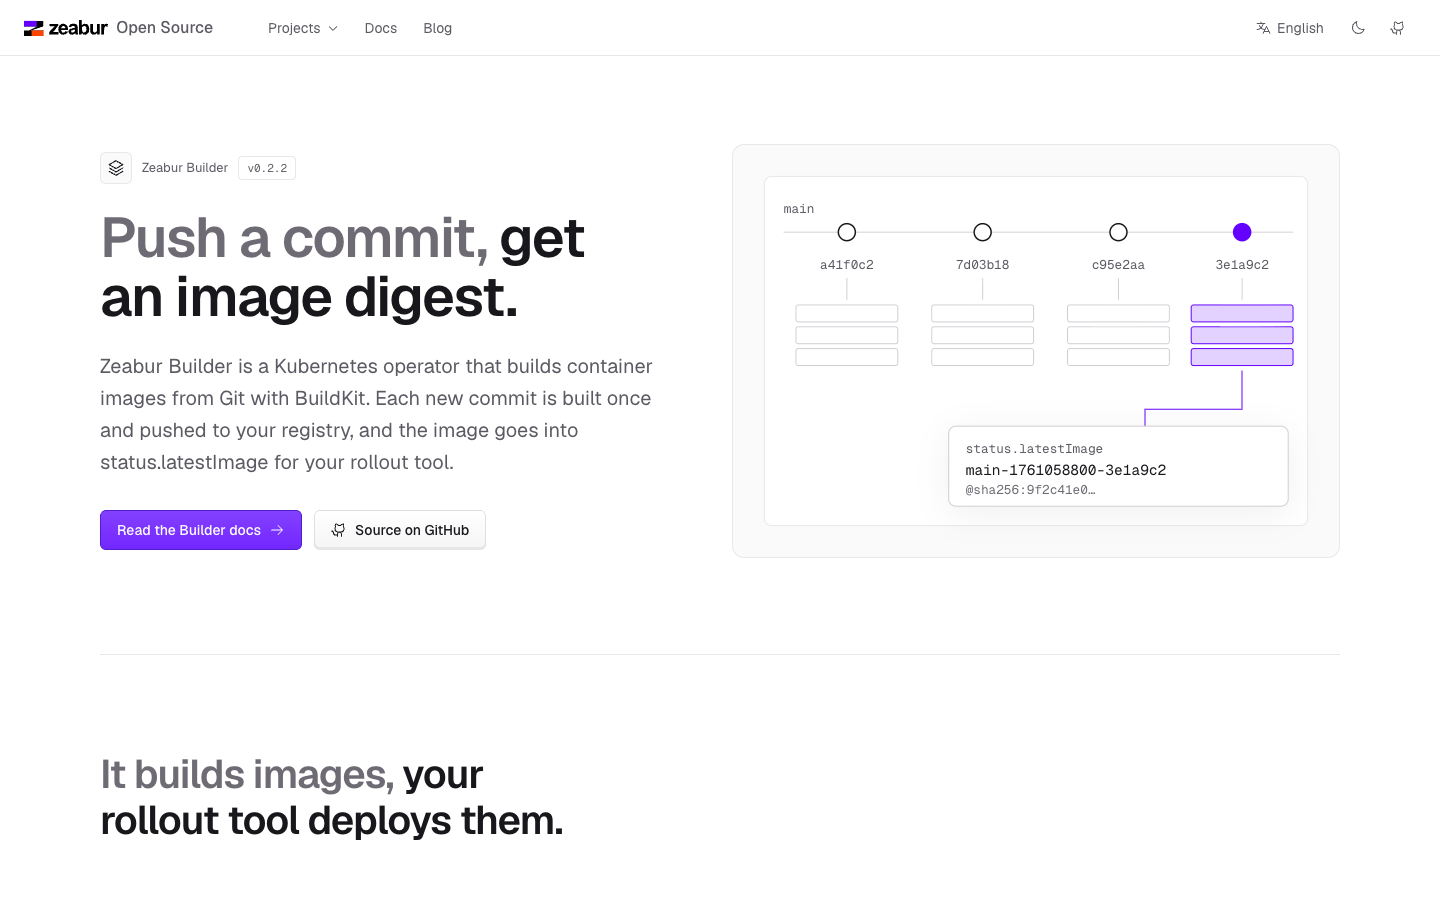 zeabur Open Source Projects Docs Blog English
Zeabur Builder v0.2.2
Push a commit, get
an image digest.
Zeabur Builder is a Kubernetes operator that builds container
images from Git with BuildKit. Each new commit is built once
and pushed to your registry, and the image goes into
status.latestImage for your rollout tool.
Read the Builder docs Source on GitHub
main
a41f0c2 7d03b18 c95e2aa 3e1a9c2
status.latestImage
main-1761058800-3e1a9c2
@sha256:9f2c41e0…
It builds images, your
rollout tool deploys them.